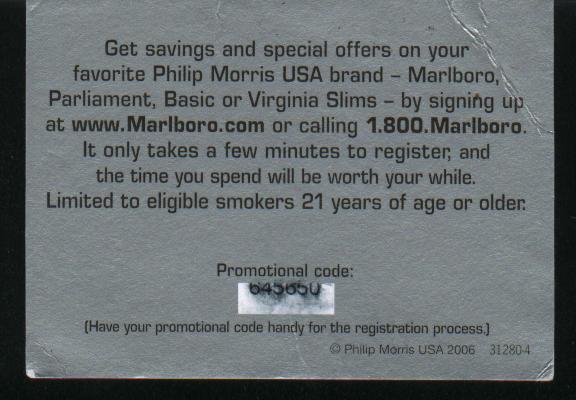 Get savings and special offers on your
favorite Philip Morris USA brand – Marlboro,
Parliament, Basic or Virginia Slims – by signing up
at www.Marlboro.com or calling 1.800.Marlboro.
It only takes a few minutes to register, and
the time you spend will be worth your while.
Limited to eligible smokers 21 years of age or older.
Promotional code:
645650
(Have your promotional code handy for the registration process.)
© Philip Morris USA 2006 31280-4